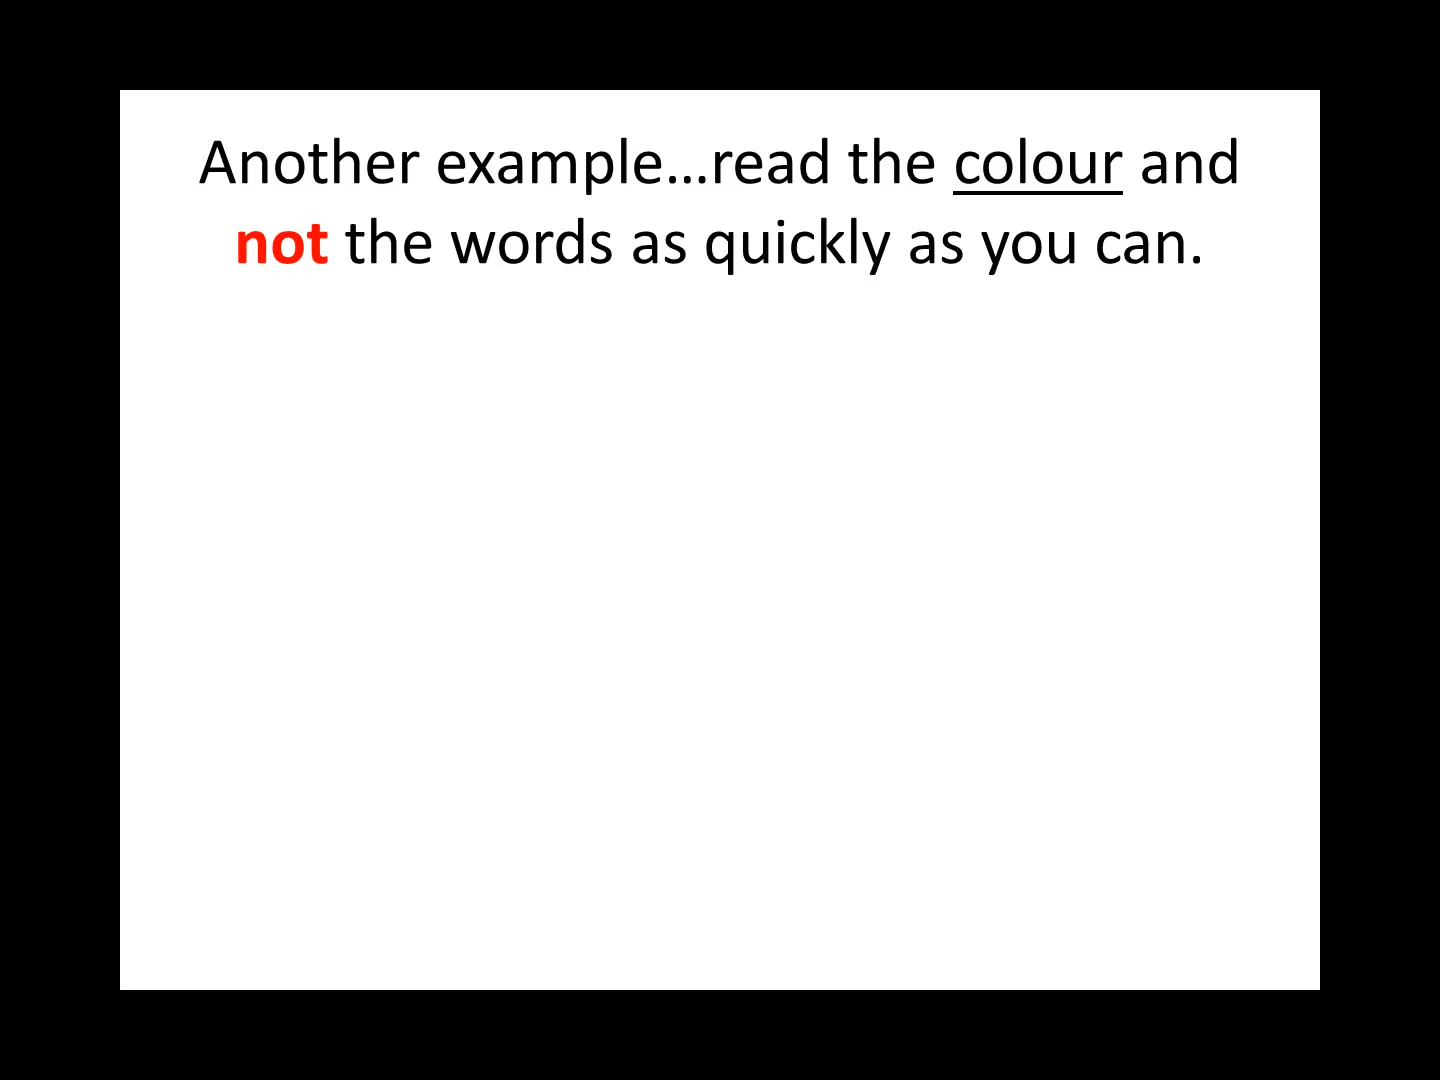 Another example…read the colour and
not the words as quickly as you can.